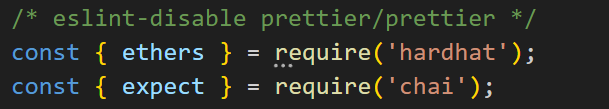 /* eslint-disable prettier/prettier */
const { ethers } = require('hardhat');
const { expect } = require('chai');